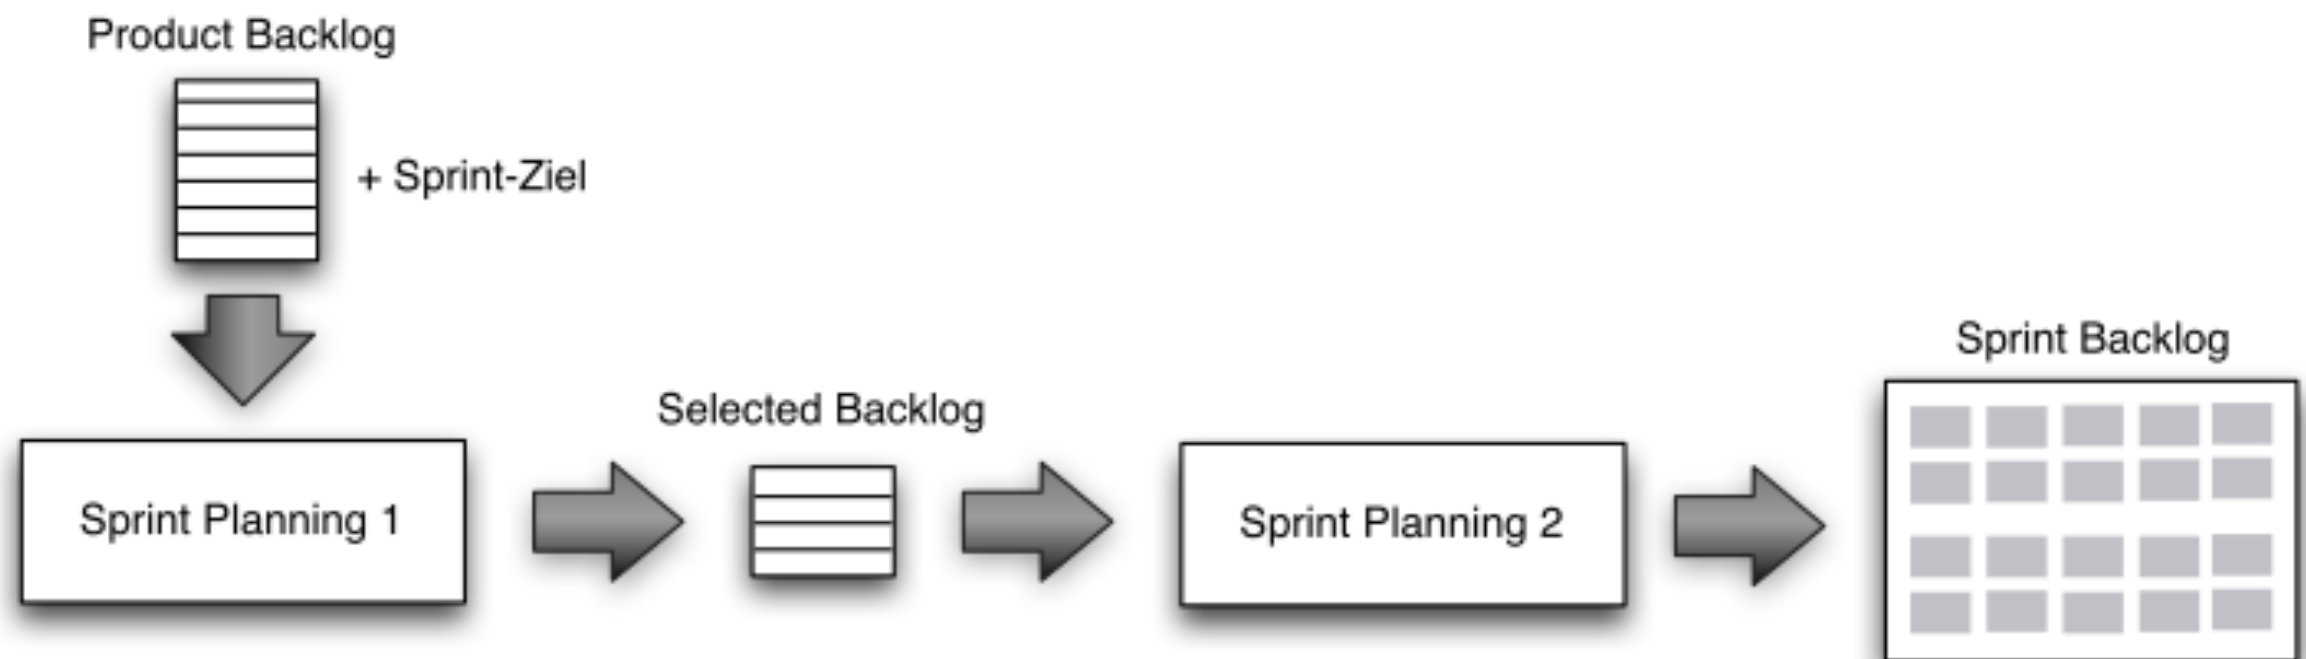 Product Backlog
+ Sprint-Ziel
Sprint Backlog
Selected Backlog
Sprint Planning 1
Sprint Planning 2